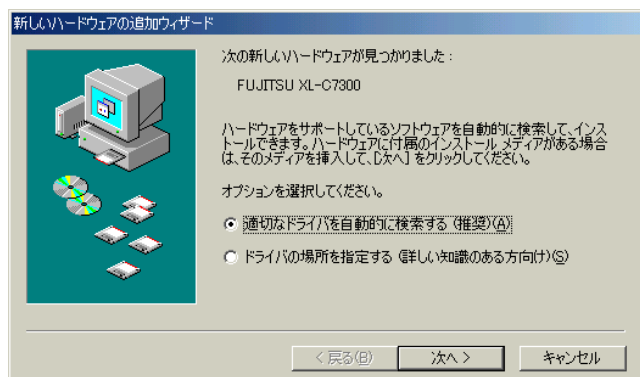 新しいハードウェアの追加ウィザード
次の新しいハードウェアが見つかりました：
FUJITSU XL-C7300
ハードウェアをサポートしているソフトウェアを自動的に検索して、インス
トールできます。ハードウェアに付属のインストール メディアがある場合
は、そのメディアを挿入して、[次へ] をクリックしてください。
オプションを選択してください。
適切なドライバを自動的に検索する (推奨)(A)
ドライバの場所を指定する (詳しい知識のある方向け)(S)
< 戻る(B)
次へ >
キャンセル